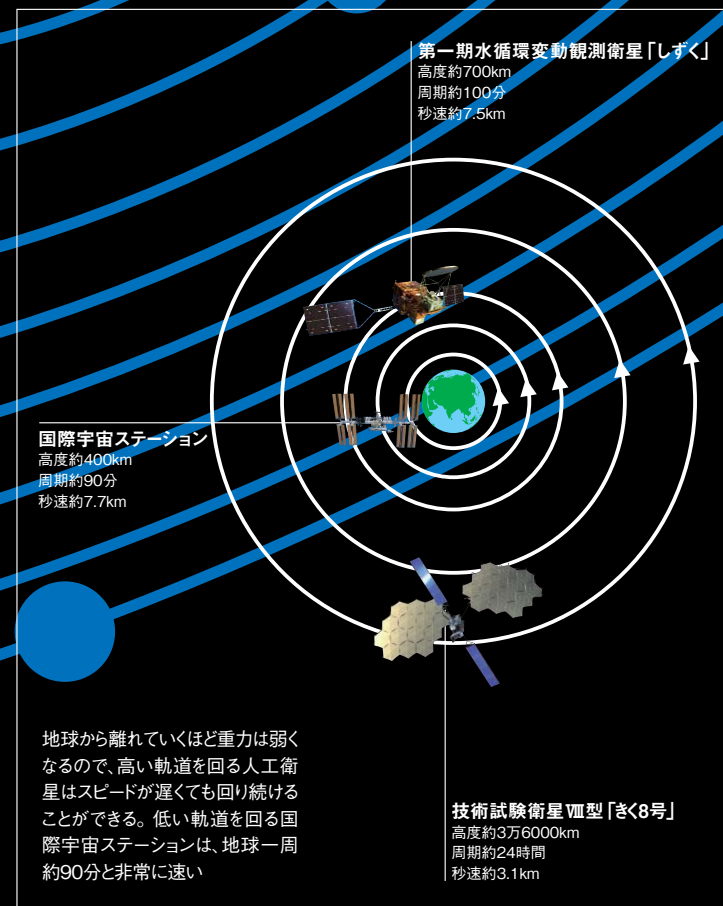 第一期水循環変動観測衛星「しずく」
高度約700km
周期約100分
秒速約7.5km
国際宇宙ステーション
高度約400km
周期約90分
秒速約7.7km
地球から離れていくほど重力は弱く
なるので、高い軌道を回る人工衛
星はスピードが遅くても回り続ける
ことができる。低い軌道を回る国
際宇宙ステーションは、地球一周
約90分と非常に速い
技術試験衛星Ⅷ型「きく8号」
高度約3万6000km
周期約24時間
秒速約3.1km